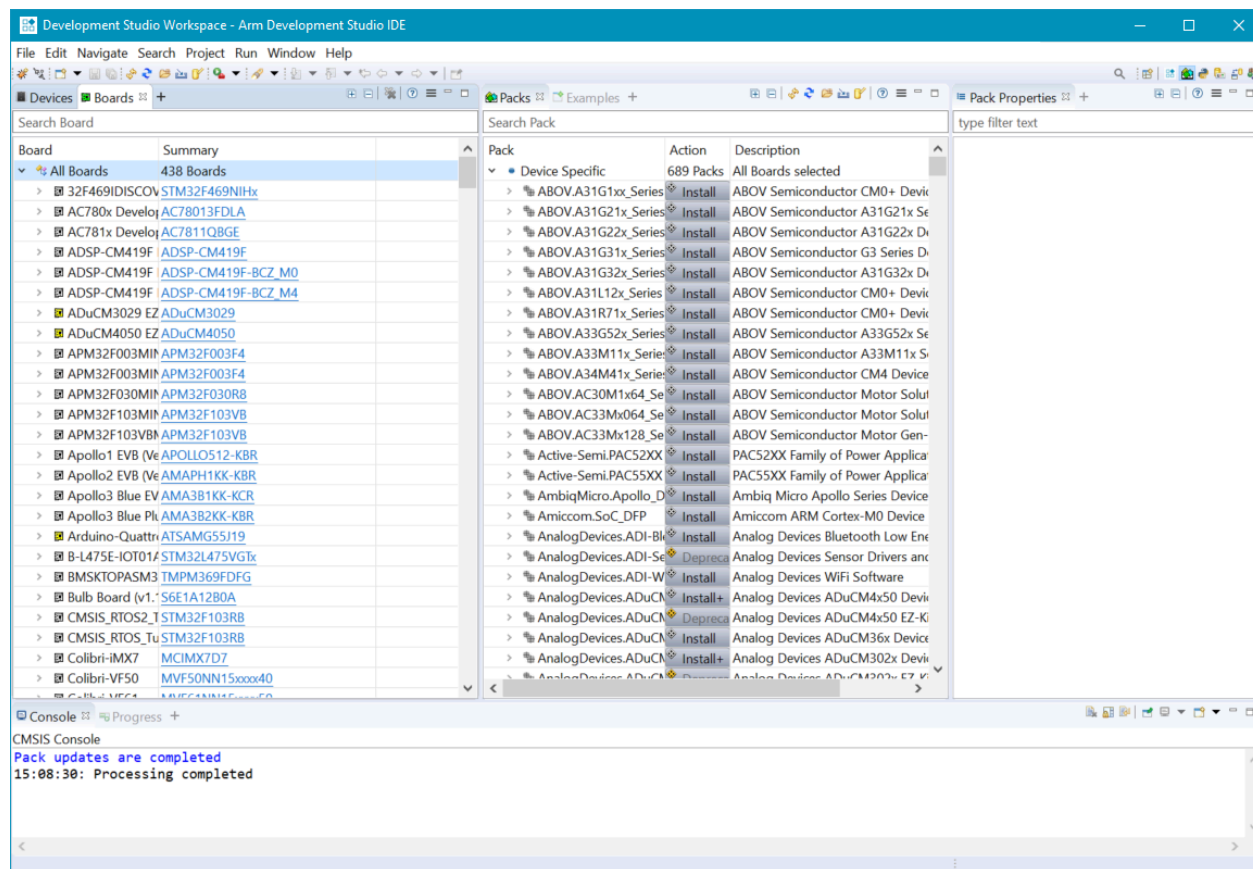 Development Studio Workspace - Arm Development Studio IDE
File Edit Navigate Search Project Run Window Help
Devices Boards Packs Examples Pack Properties
Search Board Search Pack type filter text
Board Summary Pack Action Description
All Boards 438 Boards Device Specific 689 Packs All Boards selected
32F469IDISCOV STM32F469NIHx ABOV.A31G1xx_Series Install ABOV Semiconductor CM0+ Devic
AC780x Develop AC78013FDLA ABOV.A31G21x_Series Install ABOV Semiconductor A31G21x Se
AC781x Develop AC7811QBGE ABOV.A31G22x_Series Install ABOV Semiconductor A31G22x De
ADSP-CM419F ADSP-CM419F ABOV.A31G31x_Series Install ABOV Semiconductor G3 Series De
ADSP-CM419F ADSP-CM419F-BCZ_M0 ABOV.A31G32x_Series Install ABOV Semiconductor A31G32x De
ADSP-CM419F ADSP-CM419F-BCZ_M4 ABOV.A31L12x_Series Install ABOV Semiconductor CM0+ Devic
ADuCM3029 EZ ADuCM3029 ABOV.A31R71x_Series Install ABOV Semiconductor CM0+ Devic
ADuCM4050 EZ ADuCM4050 ABOV.A33G52x_Series Install ABOV Semiconductor A33G52x Se
APM32F003MIN APM32F003F4 ABOV.A33M11x_Series Install ABOV Semiconductor A33M11x Se
APM32F003MIN APM32F003F4 ABOV.A34M41x_Series Install ABOV Semiconductor CM4 Device
APM32F030MIN APM32F030R8 ABOV.AC30M1x64_Se Install ABOV Semiconductor Motor Solut
APM32F103MIN APM32F103VB ABOV.AC33Mx064_Se Install ABOV Semiconductor Motor Solut
APM32F103VBM APM32F103VB ABOV.AC33Mx128_Se Install ABOV Semiconductor Motor Gen-
Apollo1 EVB (Ve APOLLO512-KBR Active-Semi.PAC52XX Install PAC52XX Family of Power Applica
Apollo2 EVB (Ve AMAPH1KK-KBR Active-Semi.PAC55XX Install PAC55XX Family of Power Applica
Apollo3 Blue EV AMA3B1KK-KCR AmbiqMicro.Apollo_D Install Ambiq Micro Apollo Series Device
Apollo3 Blue Plu AMA3B2KK-KBR Amiccom.SoC_DFP Install Amiccom ARM Cortex-M0 Device
Arduino-Quattro ATSAMG55J19 AnalogDevices.ADI-Ble Install Analog Devices Bluetooth Low Ene
B-L475E-IOT01A STM32L475VGTx AnalogDevices.ADI-Se Depreca Analog Devices Sensor Drivers and
BMSKTOPASM3 TMPM369FDFG AnalogDevices.ADI-W Install Analog Devices WiFi Software
Bulb Board (v1.1 S6E1A12B0A AnalogDevices.ADuCM Install+ Analog Devices ADuCM4x50 Devic
CMSIS_RTOS2_T STM32F103RB AnalogDevices.ADuCM Depreca Analog Devices ADuCM4x50 EZ-Ki
CMSIS_RTOS_Tu STM32F103RB AnalogDevices.ADuCM Install Analog Devices ADuCM36x Device
Colibri-iMX7 MCIMX7D7 AnalogDevices.ADuCM Install+ Analog Devices ADuCM302x Devic
Colibri-VF50 MVF50NN15xxxx40
Console Progress
CMSIS Console
Pack updates are completed
15:08:30: Processing completed